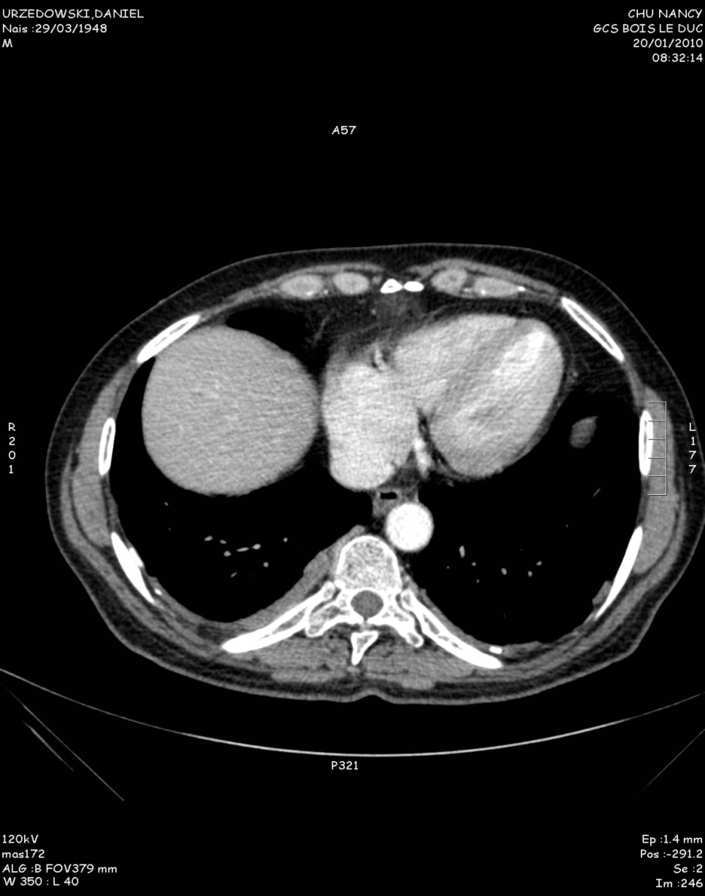 URZEDOWSKI,DANIEL
Nais :29/03/1948
M
CHU NANCY
GCS BOIS LE DUC
20/01/2010
08:32:14
A57
R
2
0
1
L
1
7
7
P321
120kV
mas172
ALG :B FOV379 mm
W 350 : L 40
Ep :1.4 mm
Pos :-291.2
Se :2
Im :246